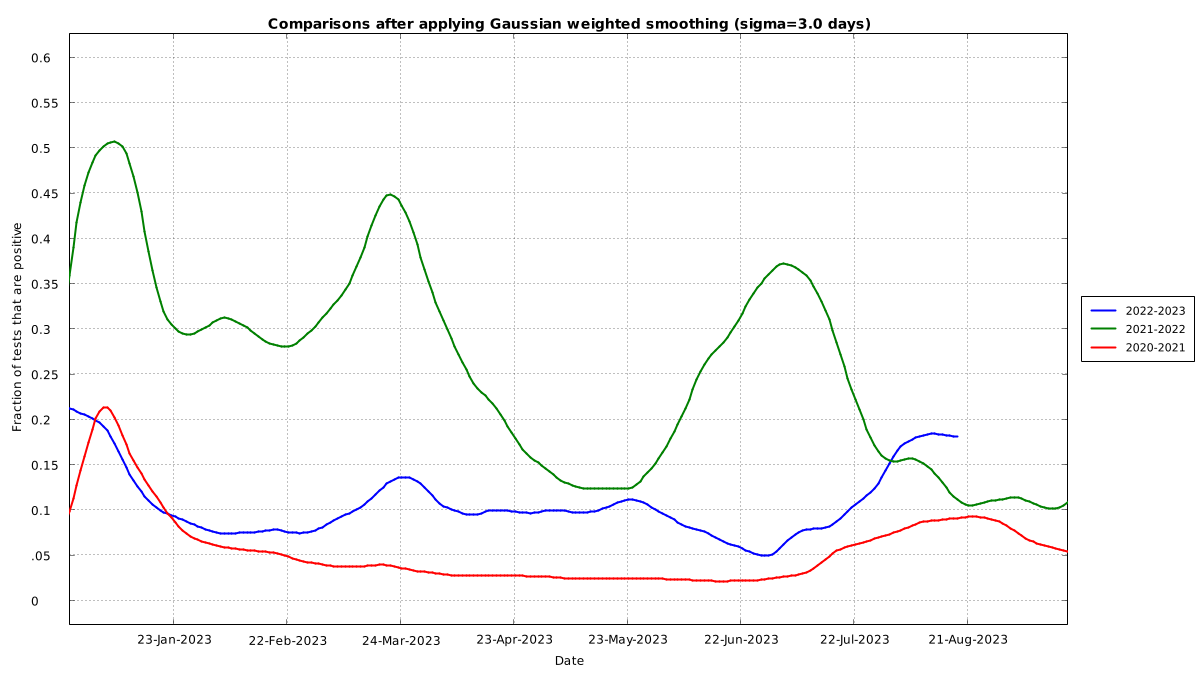 Comparisons after applying Gaussian weighted smoothing (sigma=3.0 days)
0.6
0.55
0.5
0.45
0.4
0.35
0.3
0.25
0.2
0.15
0.1
.05
0
Fraction of tests that are positive
23-Jan-2023
22-Feb-2023
24-Mar-2023
23-Apr-2023
23-May-2023
22-Jun-2023
22-Jul-2023
21-Aug-2023
Date
2022-2023
2021-2022
2020-2021